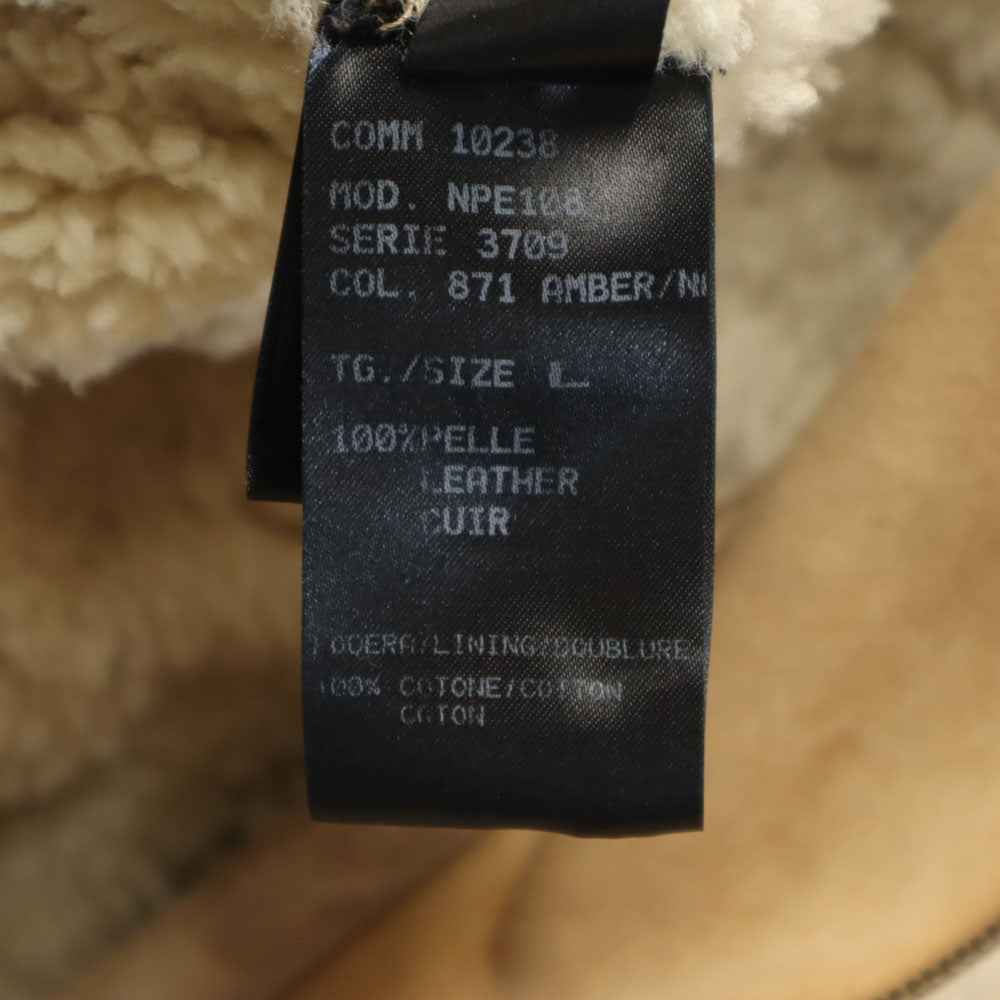 COMM 10238
MOD. NPE108
SERIE 3709
COL. 871 AMBER/
TG./SIZE L
100%PELLE
LEATHER
CUIR
FODERA/LINING/DOUBLURE
100% COTONE/COTTON
COTON